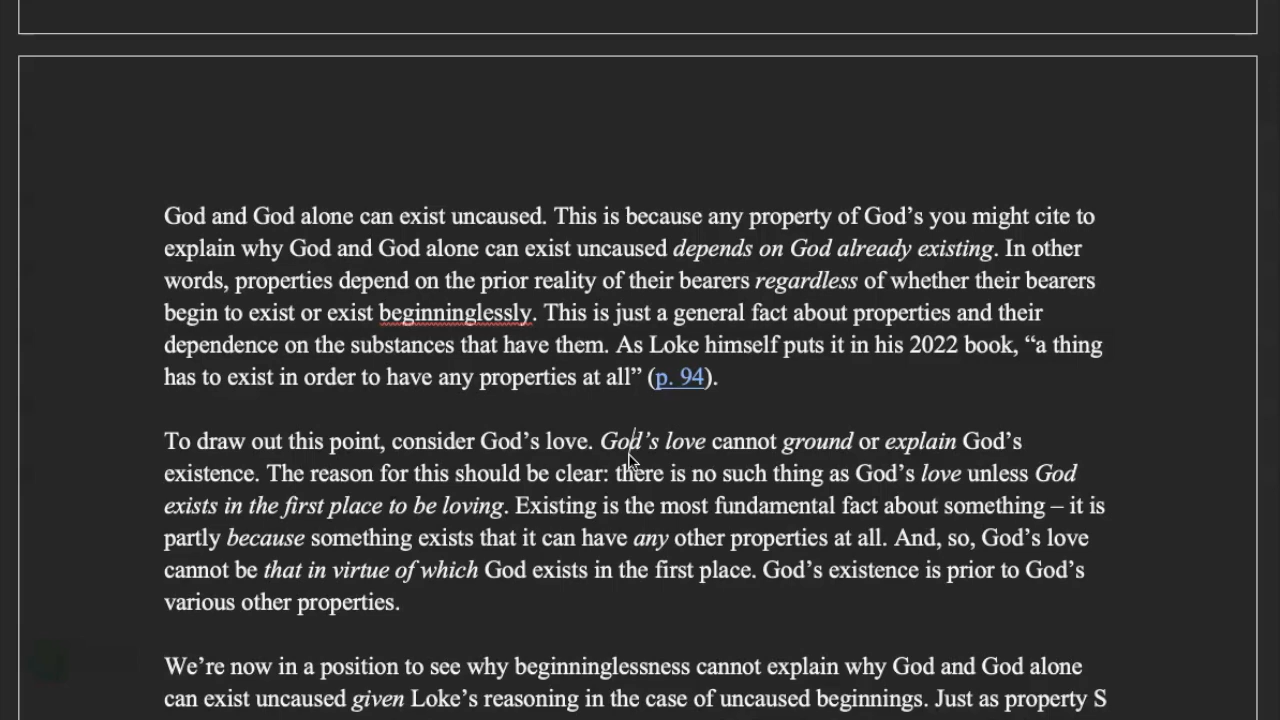 God and God alone can exist uncaused. This is because any property of God’s you might cite to
explain why God and God alone can exist uncaused depends on God already existing. In other
words, properties depend on the prior reality of their bearers regardless of whether their bearers
begin to exist or exist beginninglessly. This is just a general fact about properties and their
dependence on the substances that have them. As Loke himself puts it in his 2022 book, “a thing
has to exist in order to have any properties at all” (p. 94).
To draw out this point, consider God’s love. God’s love cannot ground or explain God’s
existence. The reason for this should be clear: there is no such thing as God’s love unless God
exists in the first place to be loving. Existing is the most fundamental fact about something – it is
partly because something exists that it can have any other properties at all. And, so, God’s love
cannot be that in virtue of which God exists in the first place. God’s existence is prior to God’s
various other properties.
We’re now in a position to see why beginninglessness cannot explain why God and God alone
can exist uncaused given Loke’s reasoning in the case of uncaused beginnings. Just as property S